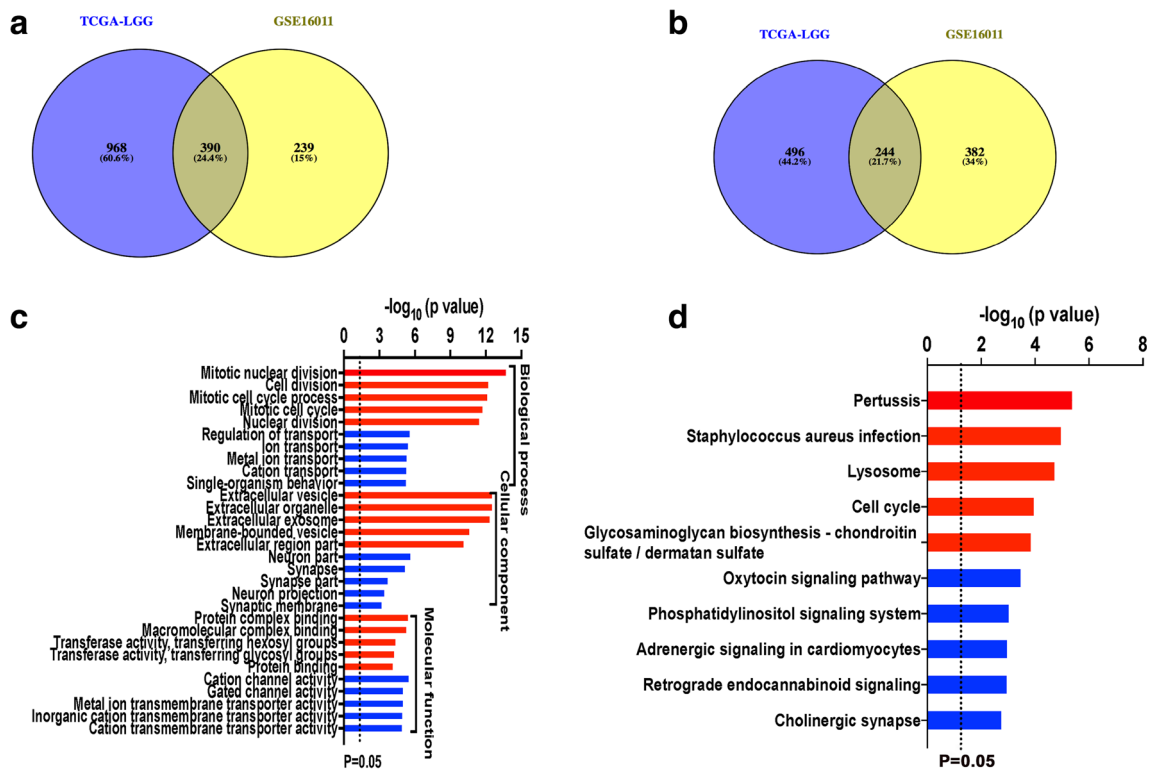 a
TCGA-LGG
GSE16011
968
(60.6%)
390
(24.4%)
239
(15%)
b
TCGA-LGG
GSE16011
496
(44.2%)
244
(21.7%)
382
(34%)
c
-log10 (p value)
0 3 6 9 12 15
Mitotic nuclear division
Cell division
Mitotic cell cycle process
Mitotic cell cycle
Nuclear division
Regulation of transport
Ion transport
Metal ion transport
Cation transport
Single-organism behavior
Extracellular vesicle
Extracellular organelle
Extracellular exosome
Membrane-bounded vesicle
Extracellular region part
Neuron part
Synapse
Synapse part
Neuron projection
Synaptic membrane
Protein complex binding
Macromolecular complex binding
Transferase activity, transferring hexosyl groups
Transferase activity, transferring glycosyl groups
Protein binding
Cation channel activity
Gated channel activity
Metal ion transmembrane transporter activity
Inorganic cation transmembrane transporter activity
Cation transmembrane transporter activity
Biological process
Cellular component
Molecular function
P=0.05
d
-log10 (p value)
0 2 4 6 8
Pertussis
Staphylococcus aureus infection
Lysosome
Cell cycle
Glycosaminoglycan biosynthesis - chondroitin
sulfate / dermatan sulfate
Oxytocin signaling pathway
Phosphatidylinositol signaling system
Adrenergic signaling in cardiomyocytes
Retrograde endocannabinoid signaling
Cholinergic synapse
P=0.05